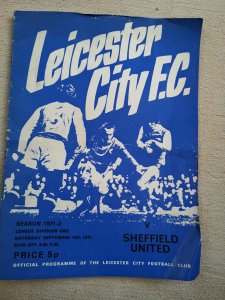 Leicester
City F.C.
SEASON 1971-2
LEAGUE DIVISION ONE
SATURDAY SEPTEMBER 1971
KICK-OFF 3.00 P.M.
PRICE 5p
V.
SHEFFIELD
UNITED
OFFICIAL PROGRAMME OF THE LEICESTER CITY FOOTBALL CLUB